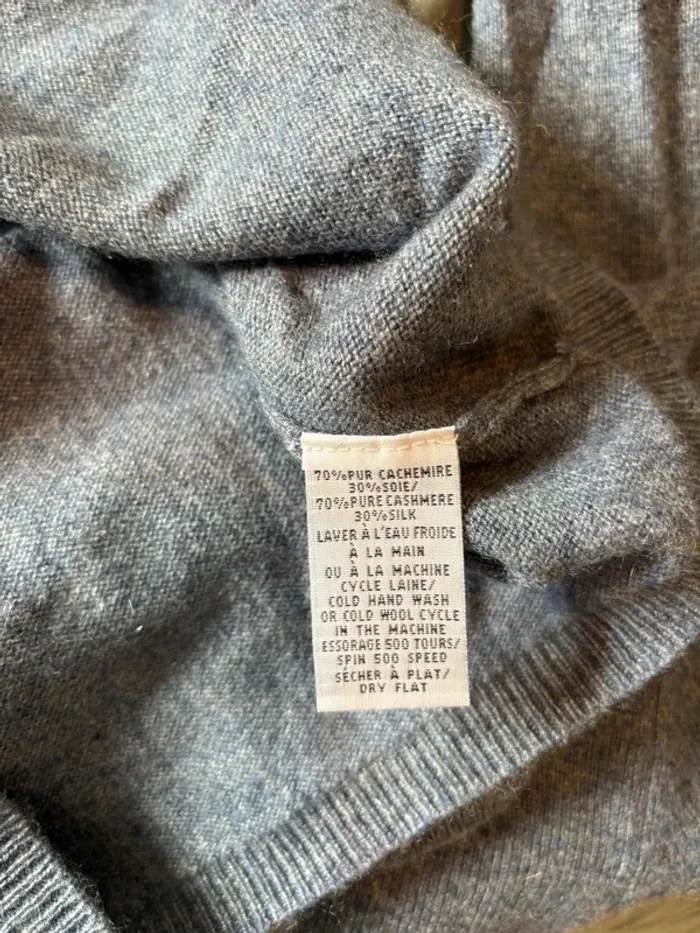 70%PUR CACHEMIRE
30%SOIE/
70%PURE CASHMERE
30%SILK
LAVER À L'EAU FROIDE
À LA MAIN
OU À LA MACHINE
CYCLE LAINE/
COLD HAND WASH
OR COLD WOOL CYCLE
IN THE MACHINE
ESSORAGE 500 TOURS/
SPIN 500 SPEED
SÉCHER À PLAT/
DRY FLAT